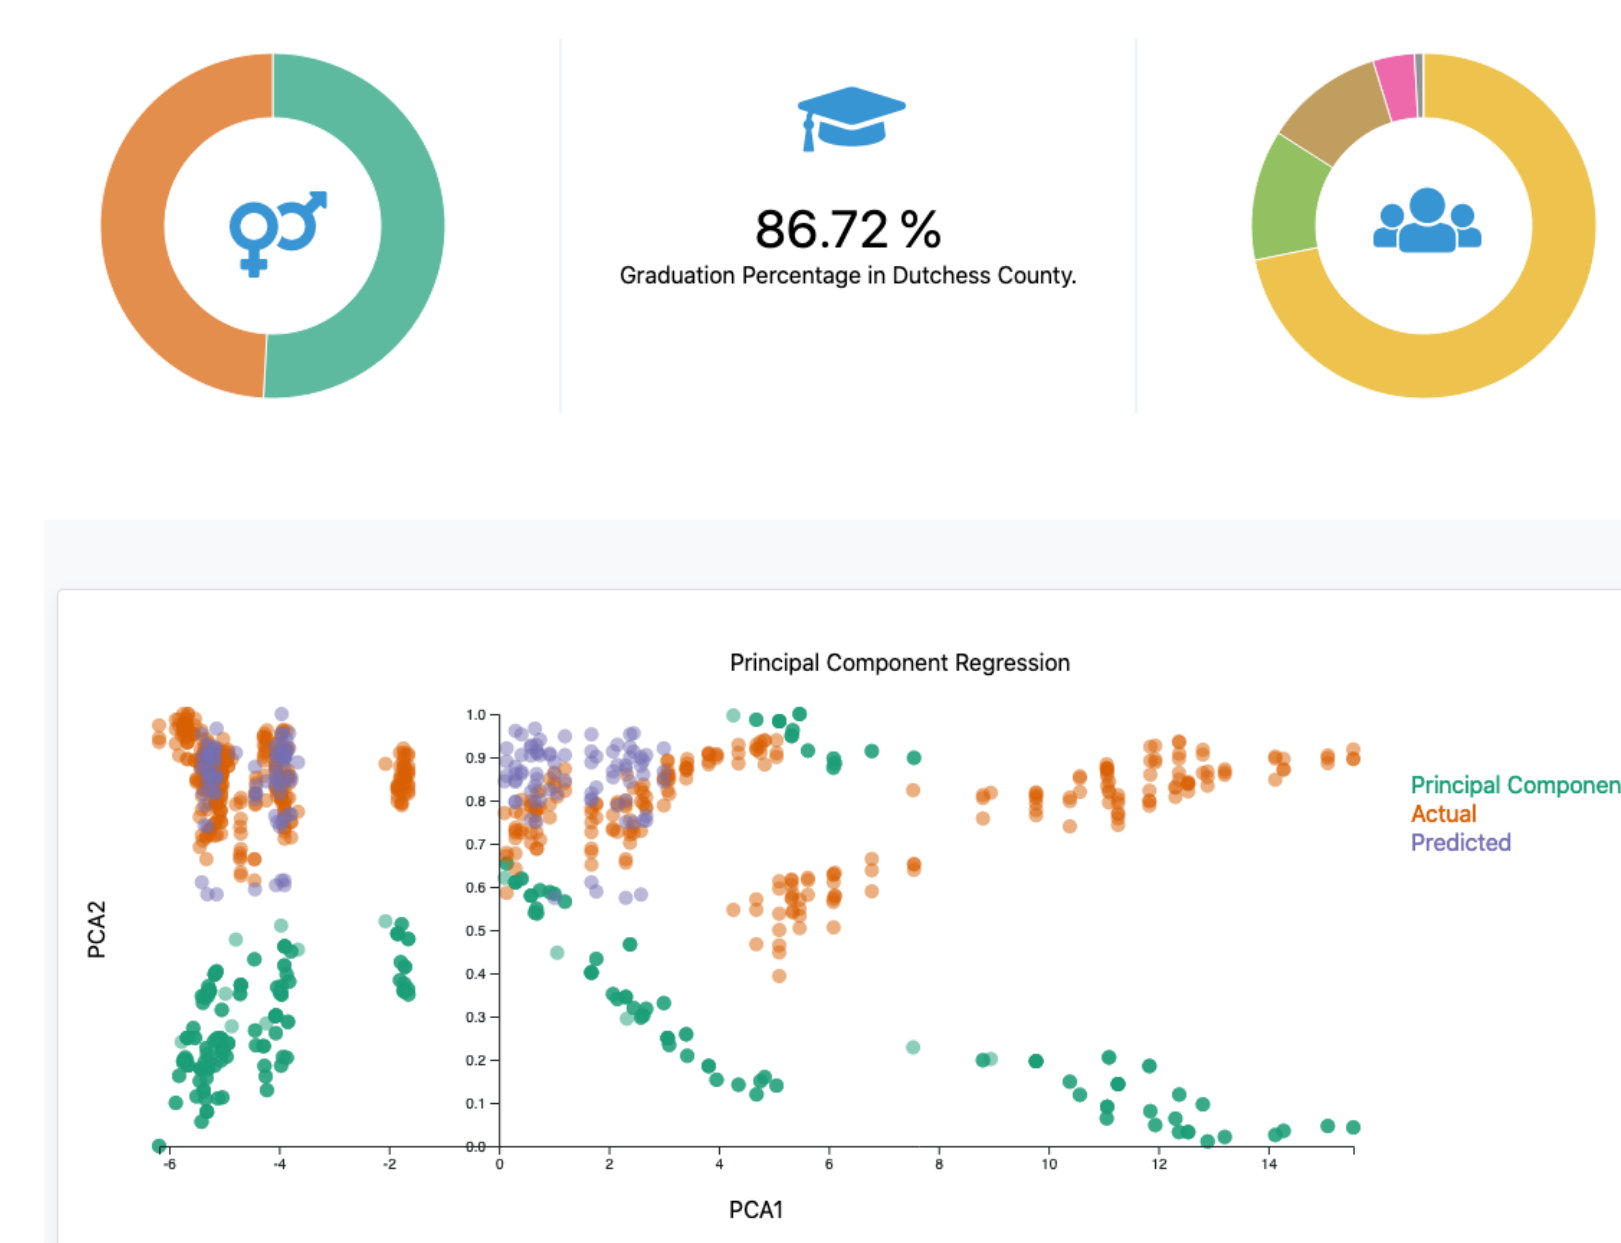 86.72 %
Graduation Percentage in Dutchess County.
Principal Component Regression
1.0
0.9
0.8
0.7
0.6
0.5
0.4
0.3
0.2
0.1
0.0
PCA2
-6 -4 -2 0 2 4 6 8 10 12 14
PCA1
Principal Componen
Actual
Predicted